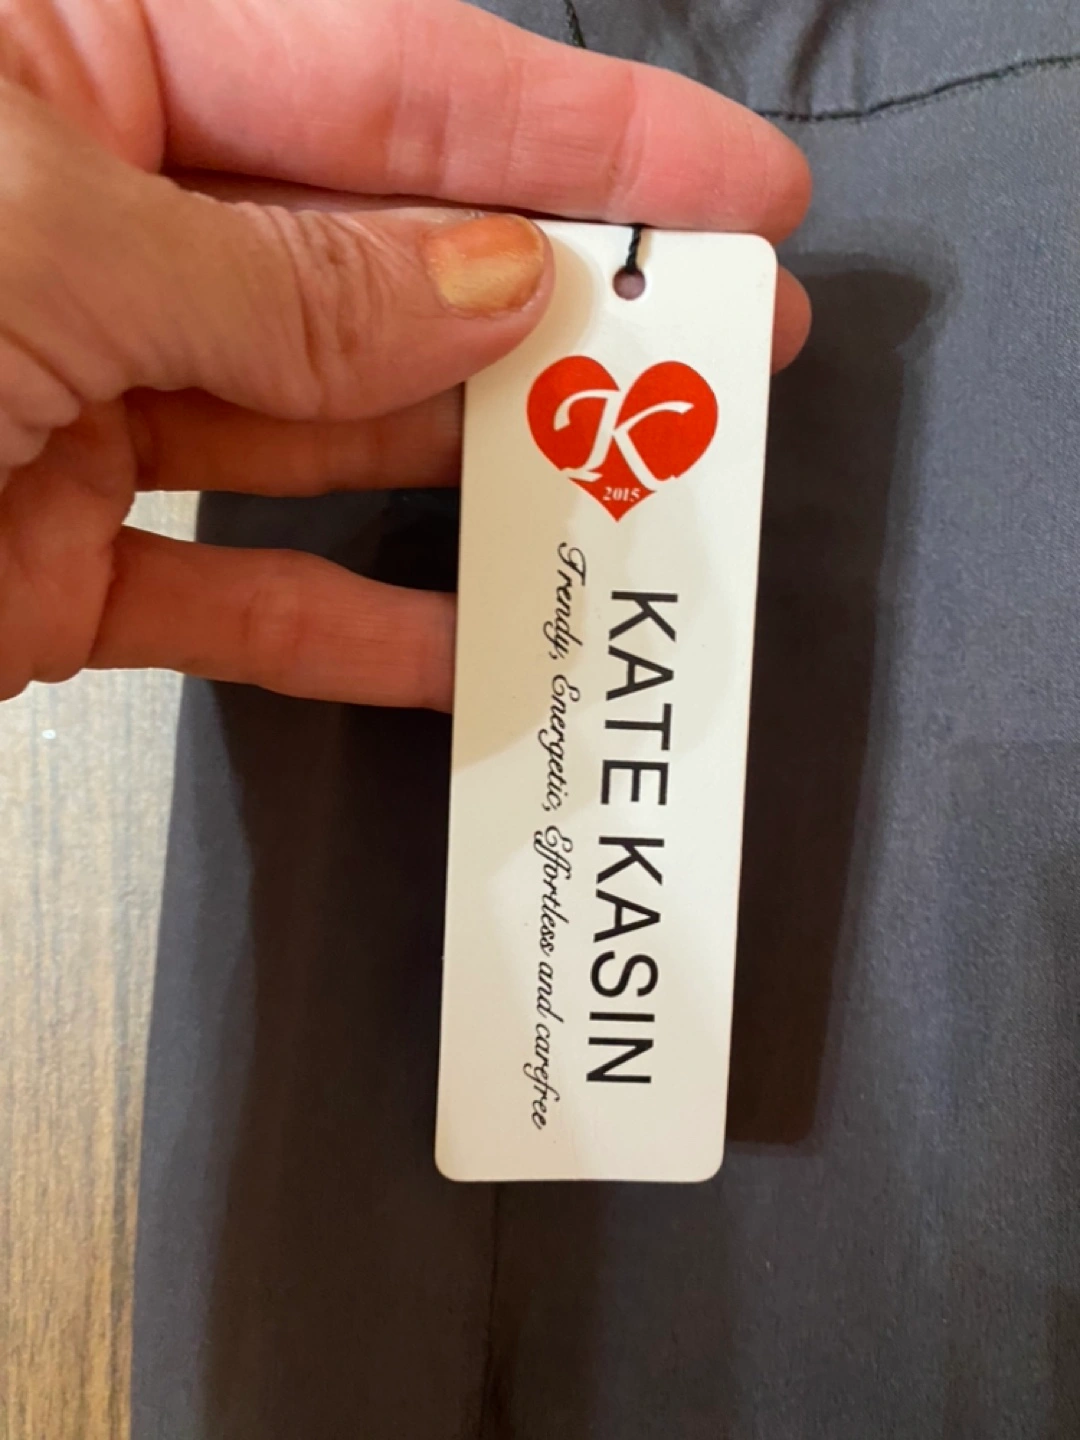 K
2015
KATE KASIN
Trendy, Energetic, Effortless and carefree